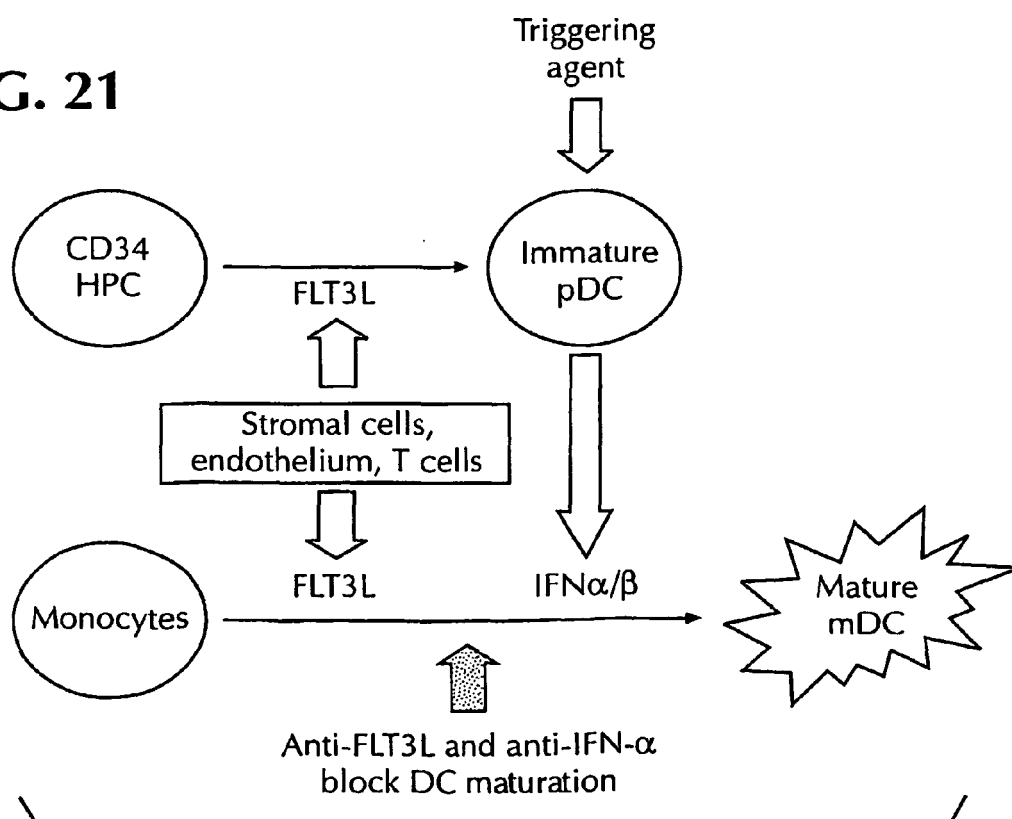 G. 21
Triggering
agent
CD34
HPC
FLT3L
Immature
pDC
Stromal cells,
endothelium, T cells
Monocytes
FLT3L
IFNα/β
Mature
mDC
Anti-FLT3L and anti-IFN-α
block DC maturation